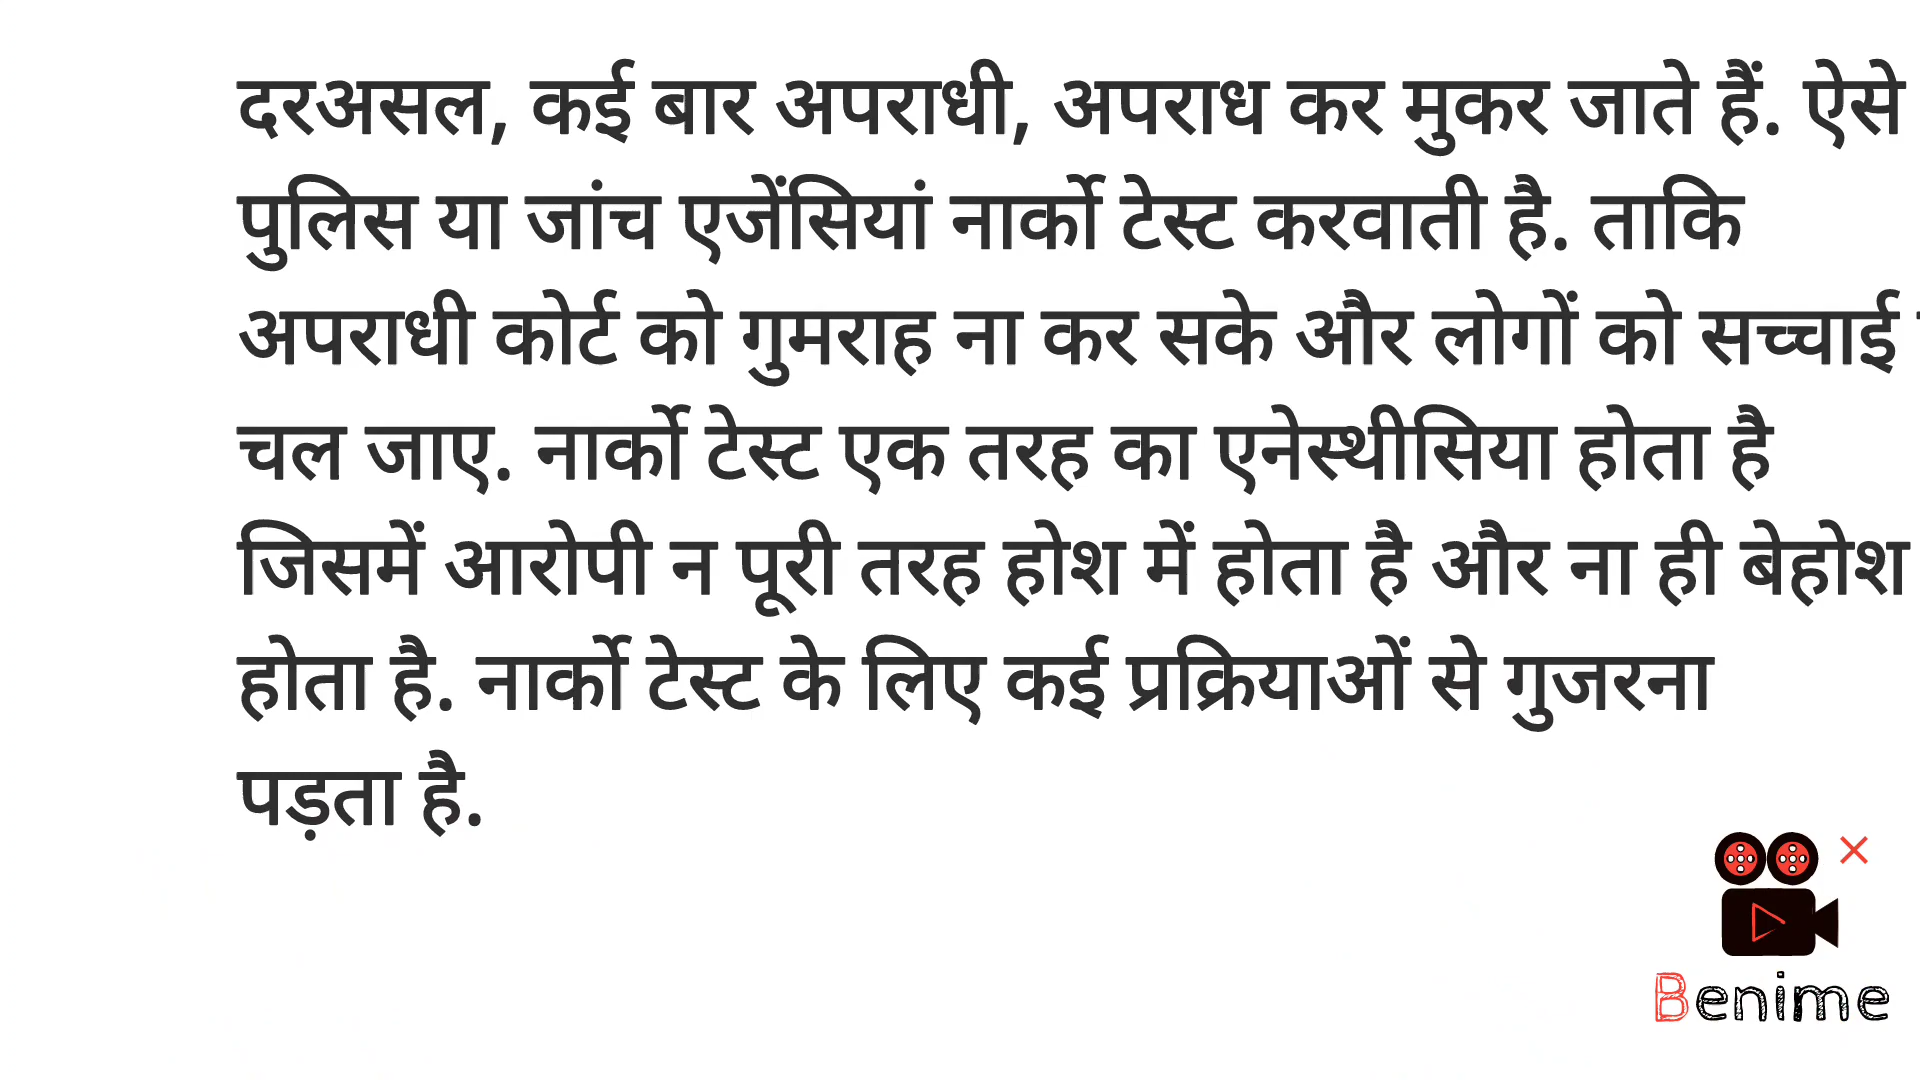 दरअसल, कई बार अपराधी, अपराध कर मुकर जाते हैं. ऐसे
पुलिस या जांच एजेंसियां नार्को टेस्ट करवाती है. ताकि
अपराधी कोर्ट को गुमराह ना कर सके और लोगों को सच्चाई
चल जाए. नार्को टेस्ट एक तरह का एनेस्थीसिया होता है
जिसमें आरोपी न पूरी तरह होश में होता है और ना ही बेहोश
होता है. नार्को टेस्ट के लिए कई प्रक्रियाओं से गुजरना
पड़ता है.
Benime